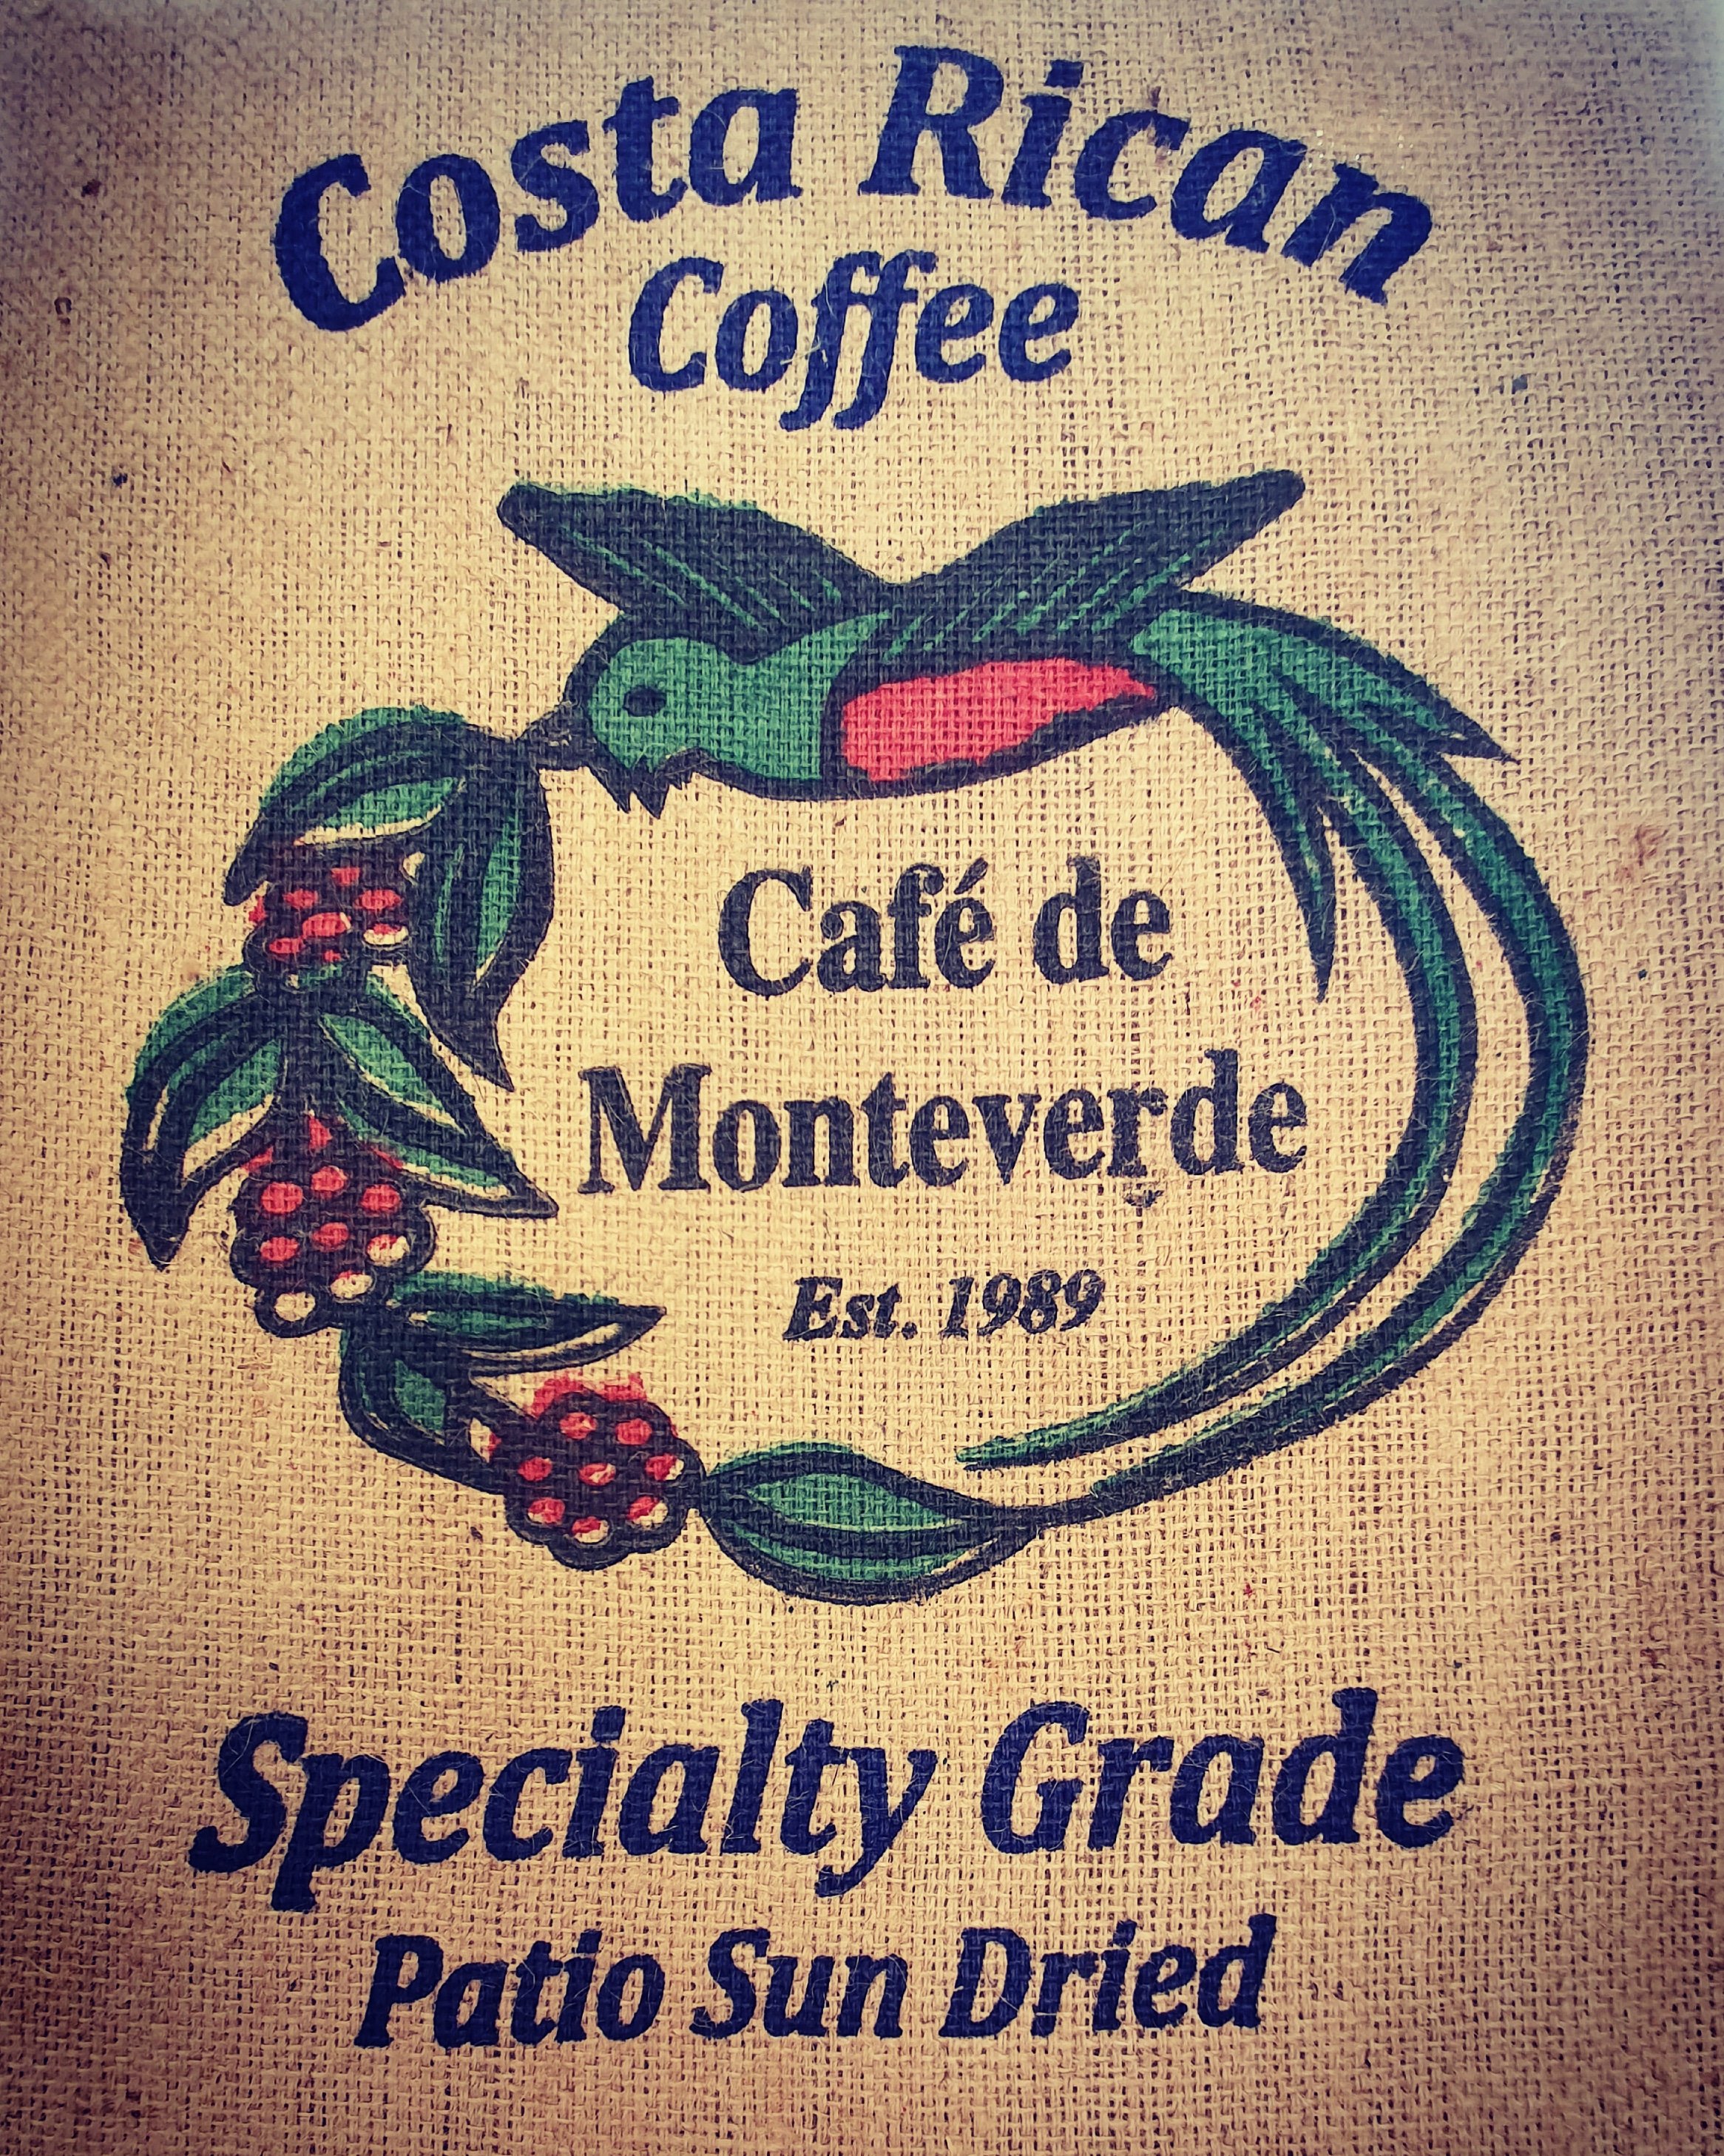 Costa Rican
Coffee
Café de
Monteverde
Est. 1989
Specialty Grade
Patio Sun Dried